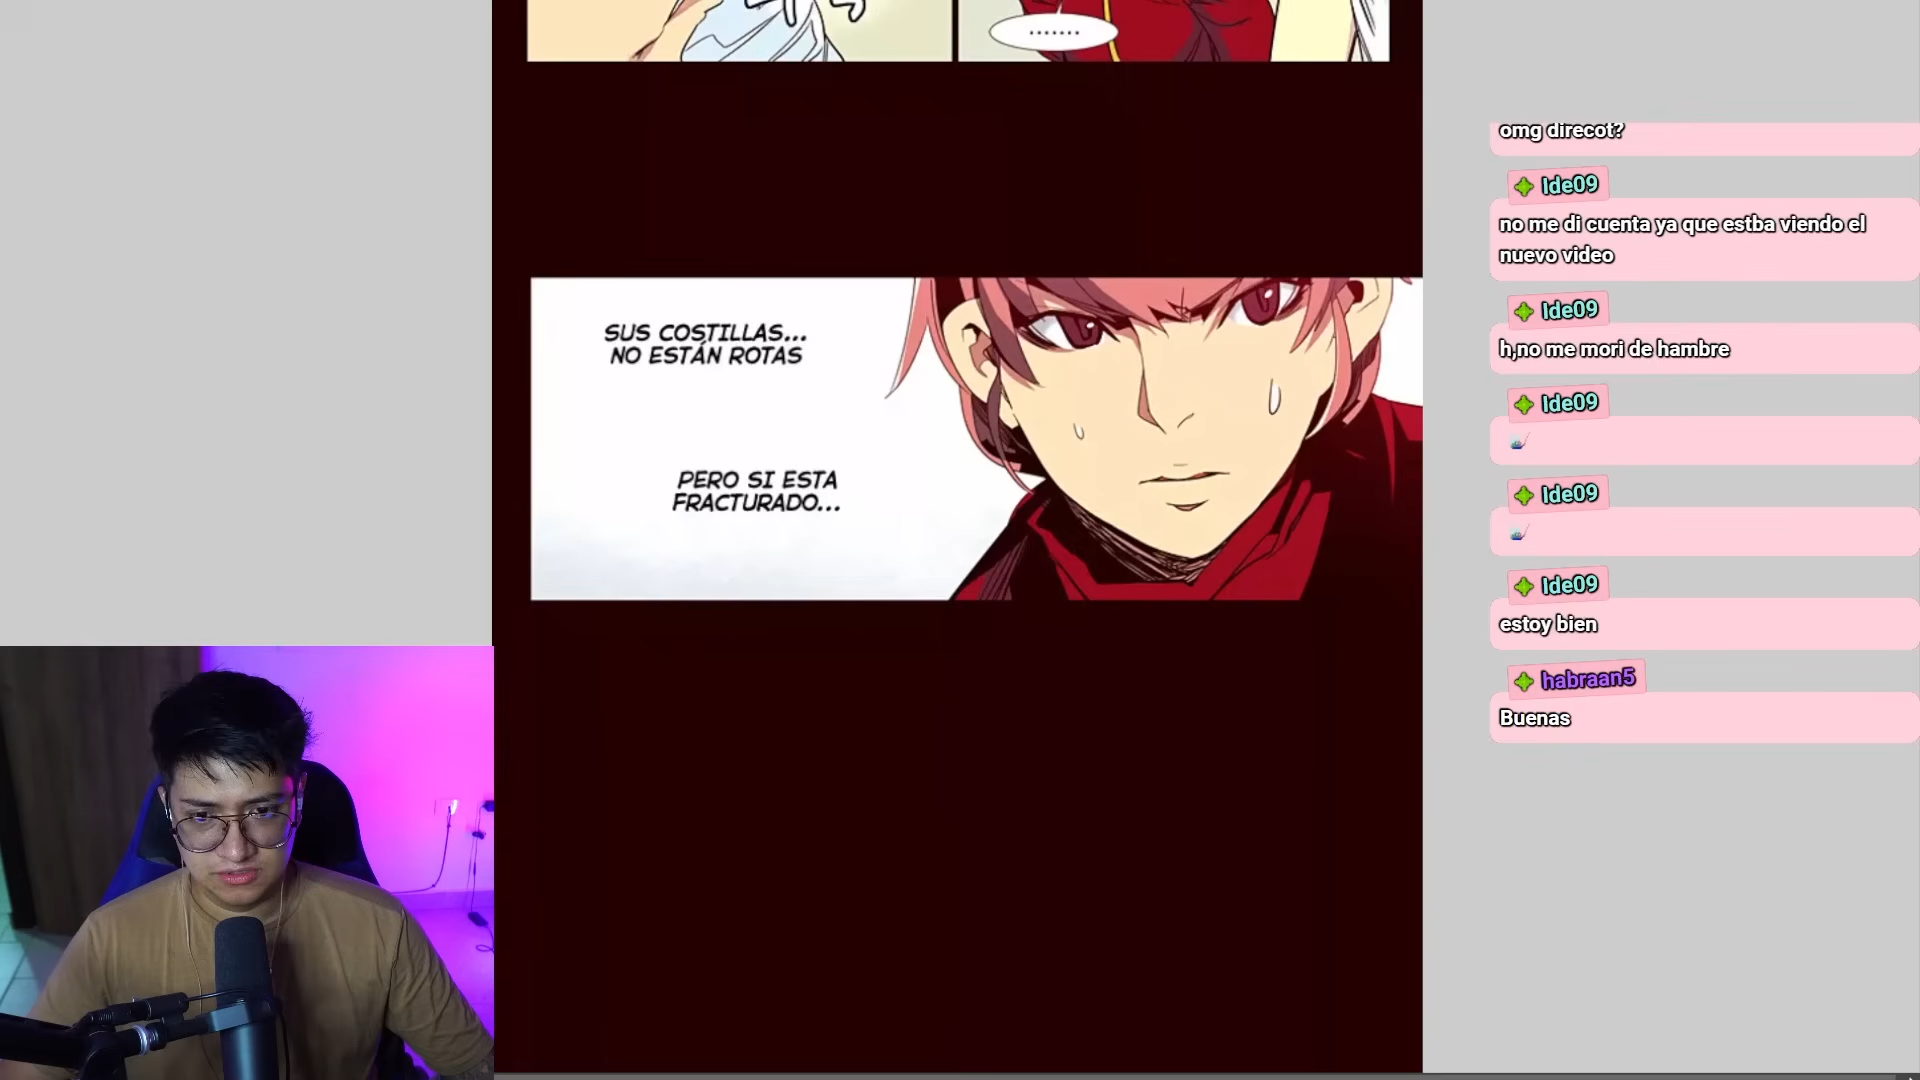 .......
SUS COSTILLAS...
NO ESTÁN ROTAS
PERO SI ESTA
FRACTURADO...
omg direcot?
lde09
no me di cuenta ya que estba viendo el
nuevo video
lde09
h,no me mori de hambre
lde09
lde09
lde09
estoy bien
habraan5
Buenas